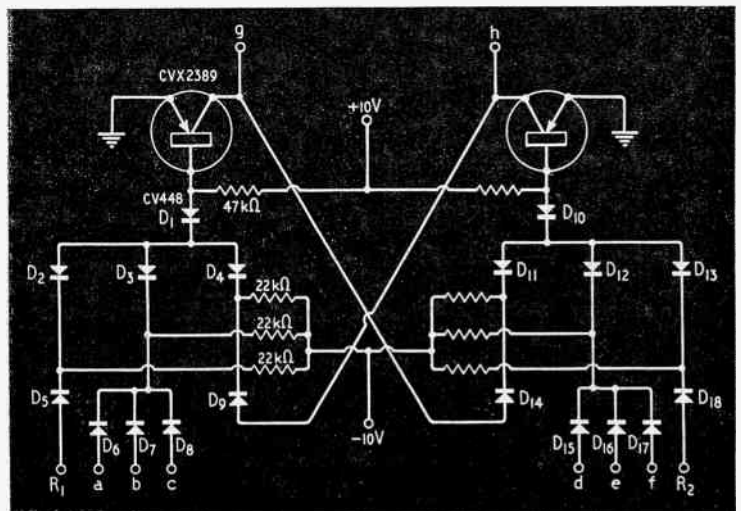 g h
CVX2389
+10V
CV448
D1 47kΩ D10
D2 D3 D4 D11 D12 D13
22kΩ
22kΩ
22kΩ
D5 D9 D14 D18
D6 D7 D8 D15 D16 D17
-10V
R1 a b c d e f R2